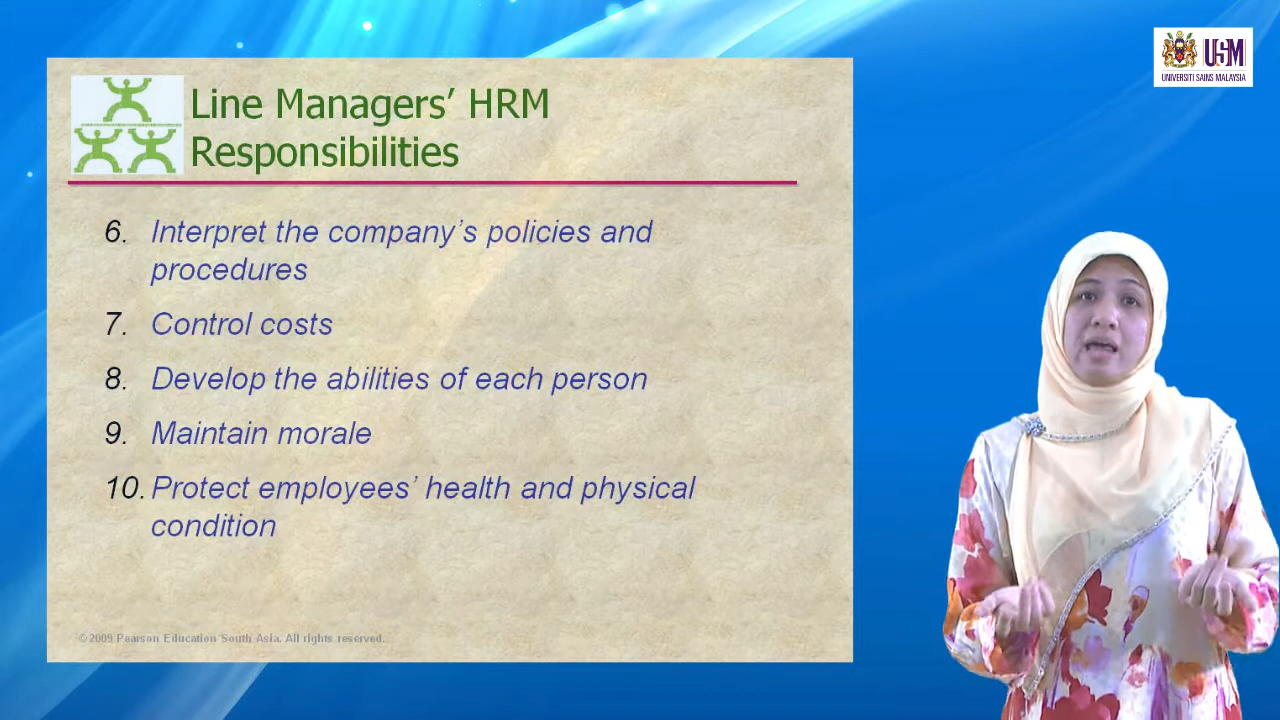 USM
UNIVERSITI SAINS MALAYSIA
Line Managers’ HRM
Responsibilities
6. Interpret the company’s policies and
procedures
7. Control costs
8. Develop the abilities of each person
9. Maintain morale
10. Protect employees’ health and physical
condition
©2009 Pearson Education South Asia. All rights reserved.